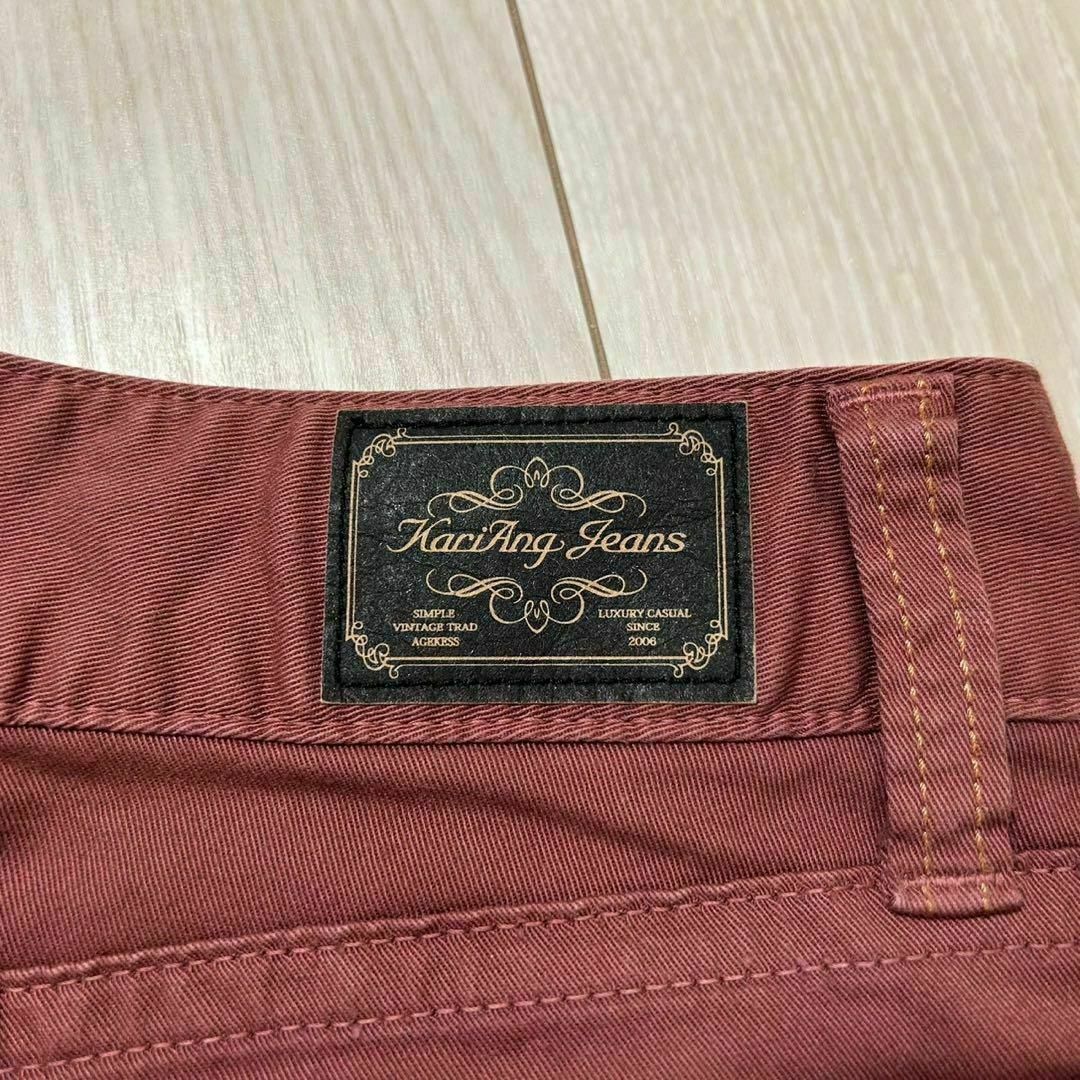 KariAng Jeans
SIMPLE
VINTAGE TRAD
AGEKESS
LUXURY CASUAL
SINCE
2006